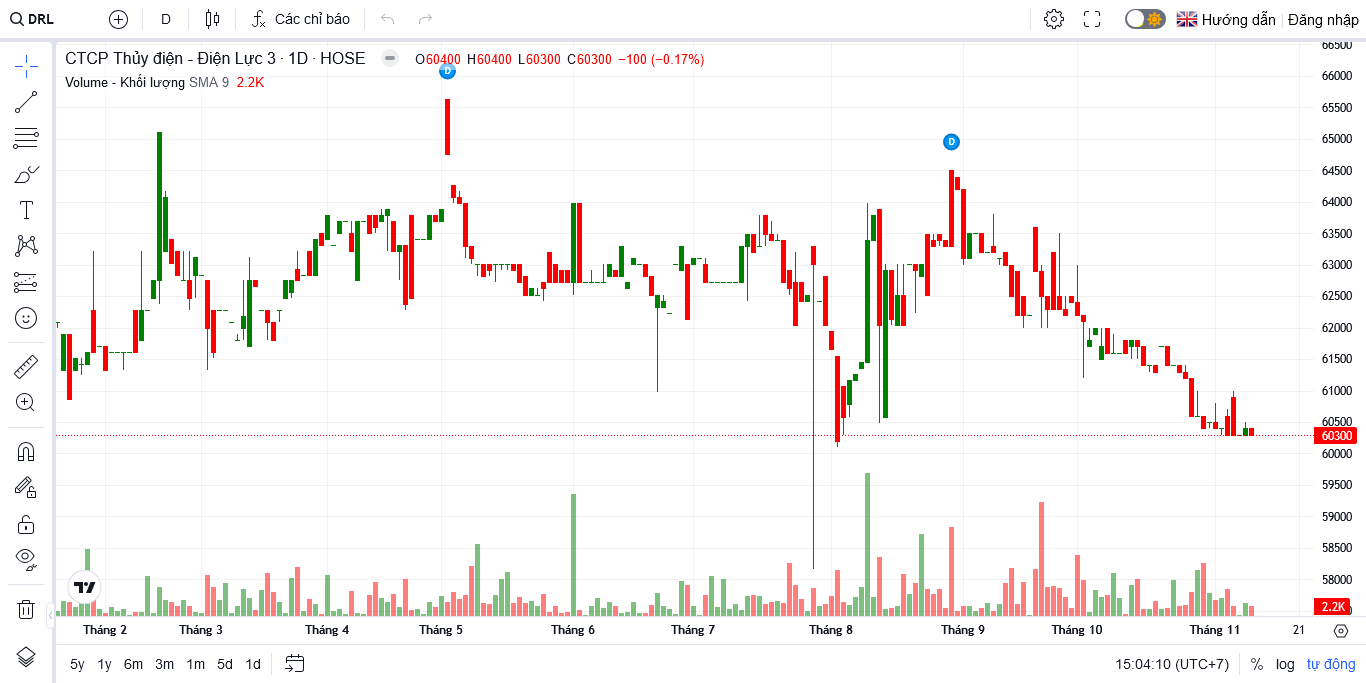 DRL D Các chỉ báo Hướng dẫn Đăng nhập
CTCP Thủy điện - Điện Lực 3 · 1D · HOSE O60400 H60400 L60300 C60300 −100 (−0.17%)
Volume - Khối lượng SMA 9 2.2K
D
D
66500
66000
65500
65000
64500
64000
63500
63000
62500
62000
61500
61000
60500
60300
60000
59500
59000
58500
58000
2.2K
Tháng 2 Tháng 3 Tháng 4 Tháng 5 Tháng 6 Tháng 7 Tháng 8 Tháng 9 Tháng 10 Tháng 11 21
5y 1y 6m 3m 1m 5d 1d 15:04:10 (UTC+7) % log tự động